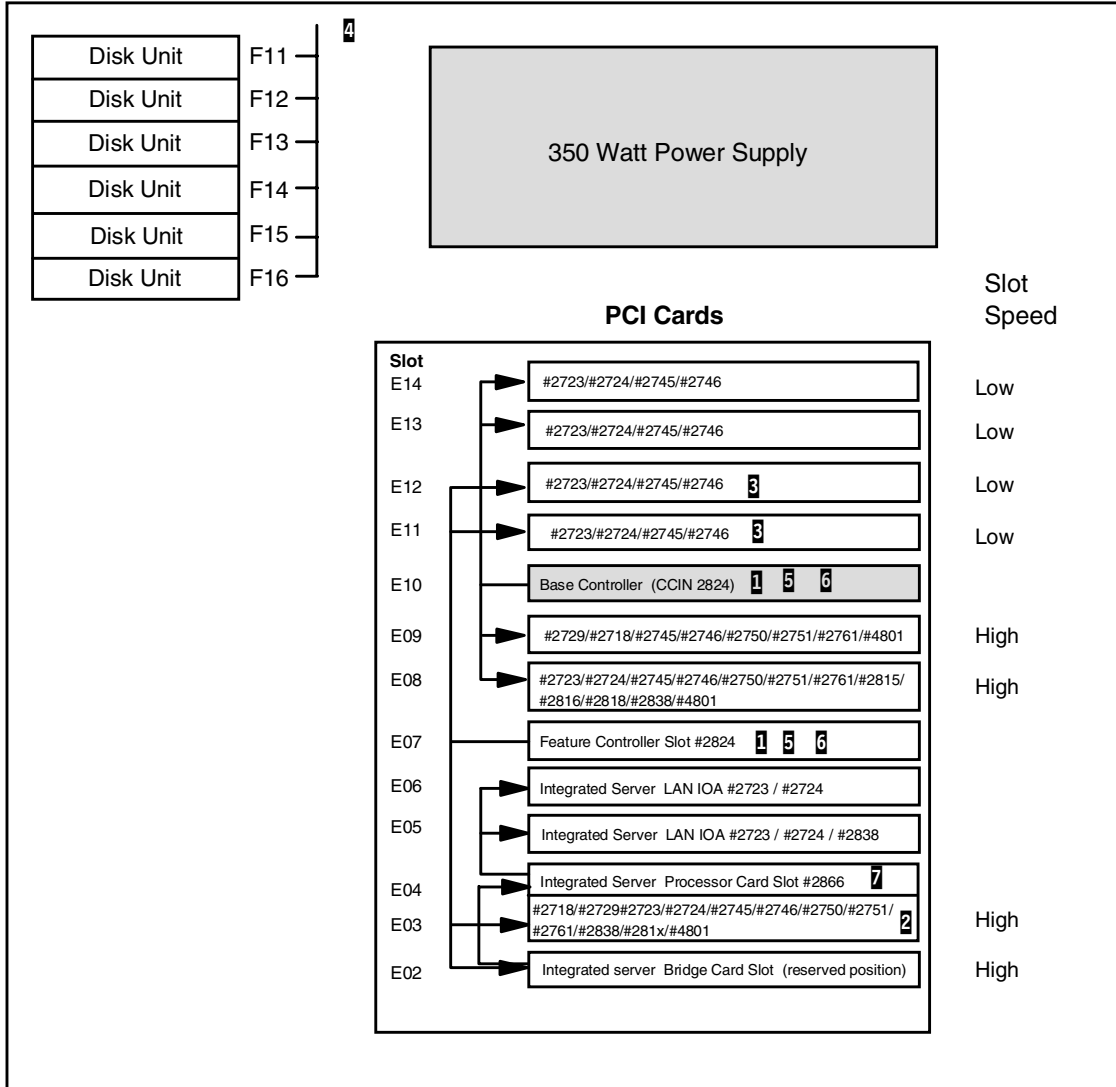 4
Disk Unit F11
Disk Unit F12
Disk Unit F13
Disk Unit F14
Disk Unit F15
Disk Unit F16
350 Watt Power Supply
Slot
Speed
PCI Cards
Slot
E14 #2723/#2724/#2745/#2746 Low
E13 #2723/#2724/#2745/#2746 Low
E12 #2723/#2724/#2745/#2746 3 Low
E11 #2723/#2724/#2745/#2746 3 Low
E10 Base Controller (CCIN 2824) 1 5 6
E09 #2729/#2718/#2745/#2746/#2750/#2751/#2761/#4801 High
E08 #2723/#2724/#2745/#2746/#2750/#2751/#2761/#2815/ High
#2816/#2818/#2838/#4801
E07 Feature Controller Slot #2824 1 5 6
E06 Integrated Server LAN IOA #2723 / #2724
E05 Integrated Server LAN IOA #2723 / #2724 / #2838
E04 Integrated Server Processor Card Slot #2866 7
E03 #2718/#2729#2723/#2724/#2745/#2746/#2750/#2751/ 2 High
#2761/#2838/#281x/#4801
E02 Integrated server Bridge Card Slot (reserved position) High